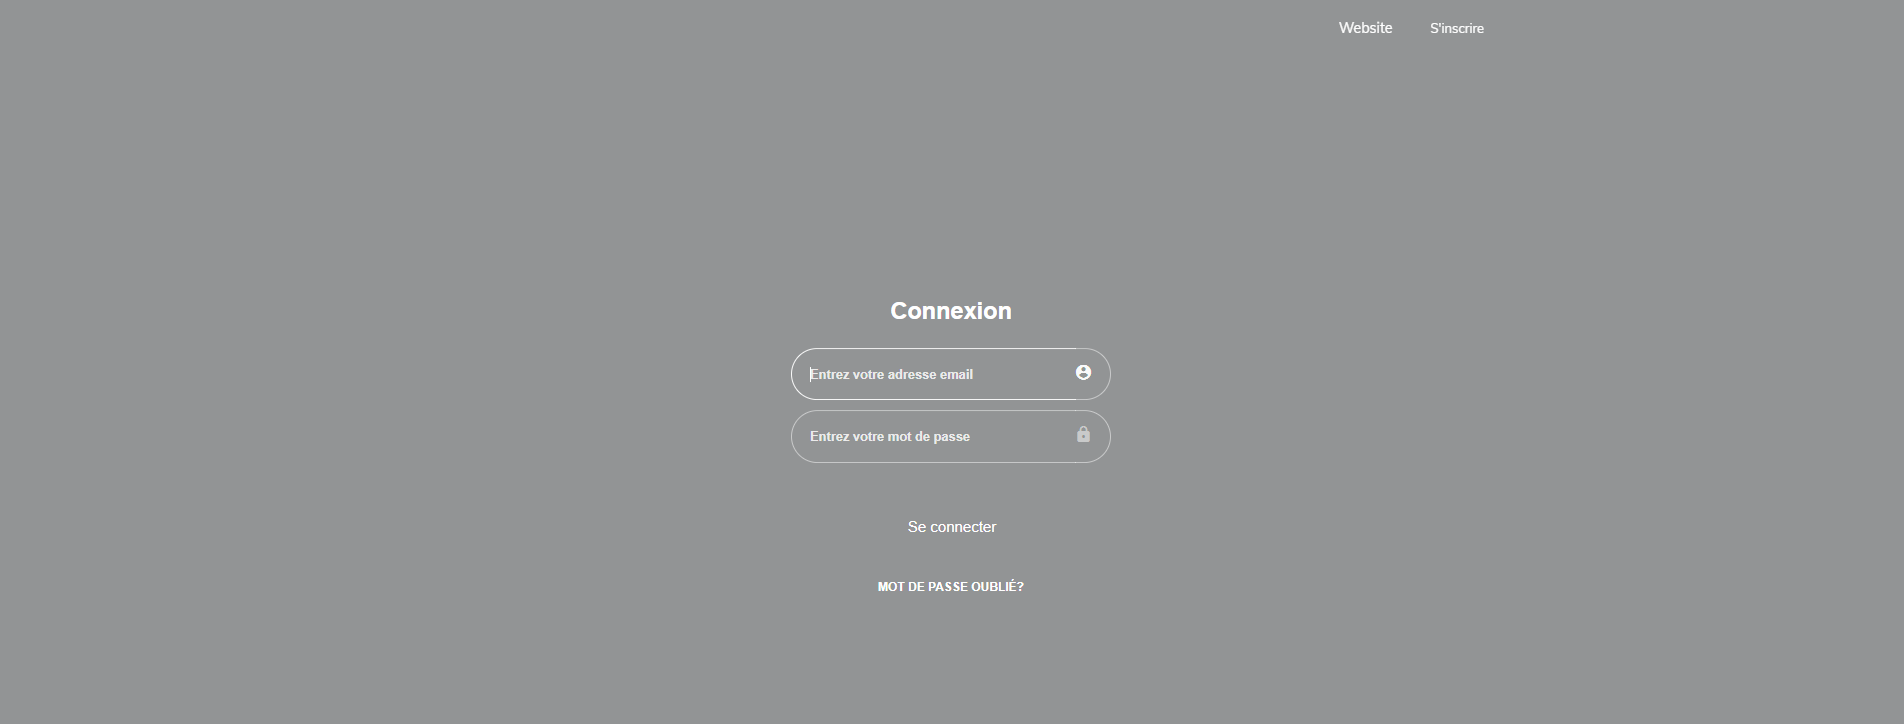 Website S'inscrire
Connexion
Entrez votre adresse email
Entrez votre mot de passe
Se connecter
MOT DE PASSE OUBLIÉ?